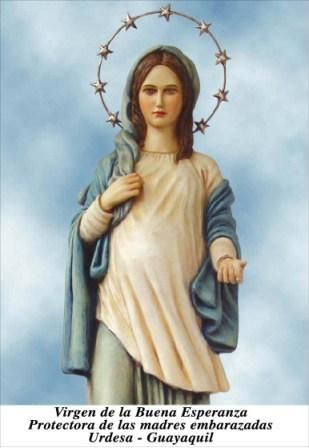 Virgen de la Buena Esperanza
Protectora de las madres embarazadas
Urdesa - Guayaquil